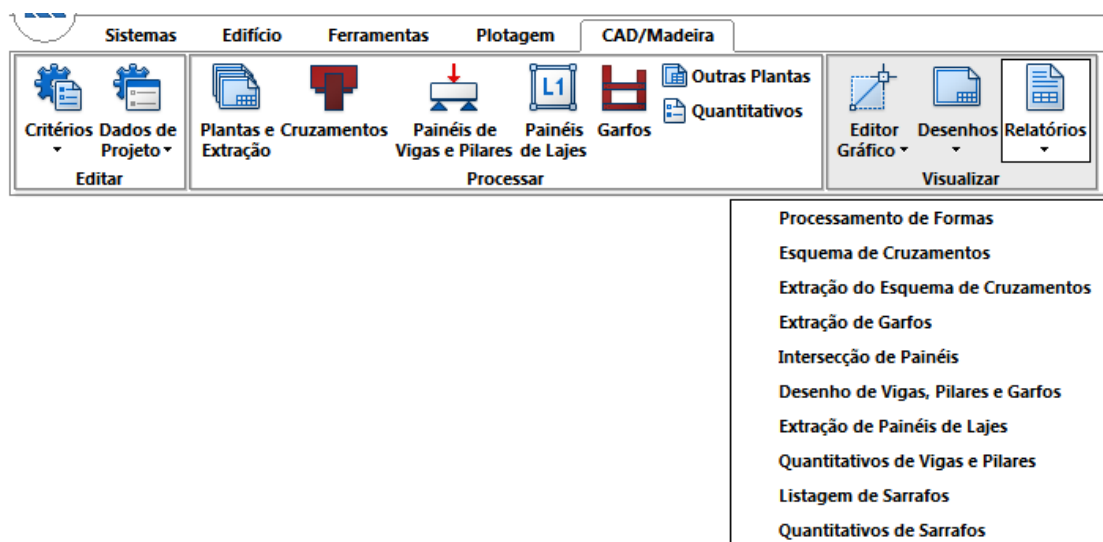 Sistemas Edifício Ferramentas Plotagem CAD/Madeira
Critérios
Dados de
Projeto
Editar
Plantas e
Extração
Cruzamentos
Painéis de
Vigas e Pilares
L1
Painéis
de Lajes
Garfos
Outras Plantas
Quantitativos
Processar
Editor
Gráfico
Desenhos
Relatórios
Visualizar
Processamento de Formas
Esquema de Cruzamentos
Extração do Esquema de Cruzamentos
Extração de Garfos
Intersecção de Painéis
Desenho de Vigas, Pilares e Garfos
Extração de Painéis de Lajes
Quantitativos de Vigas e Pilares
Listagem de Sarrafos
Quantitativos de Sarrafos